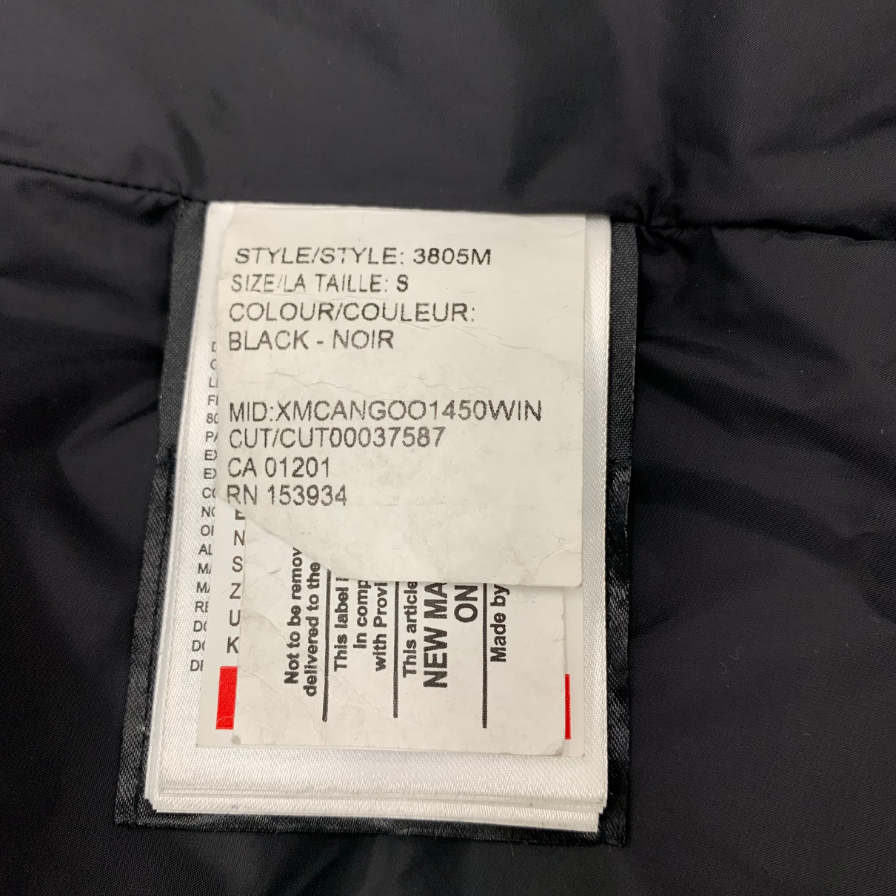 STYLE/STYLE: 3805M
SIZE/LA TAILLE: S
COLOUR/COULEUR:
BLACK - NOIR
MID:XMCANGOO1450WIN
CUT/CUT00037587
CA 01201
RN 153934
E
N
S
Z
U
K
Not to be remov
delivered to the
This label
in comp
with Provi
This article
NEW MA
ON
Made by